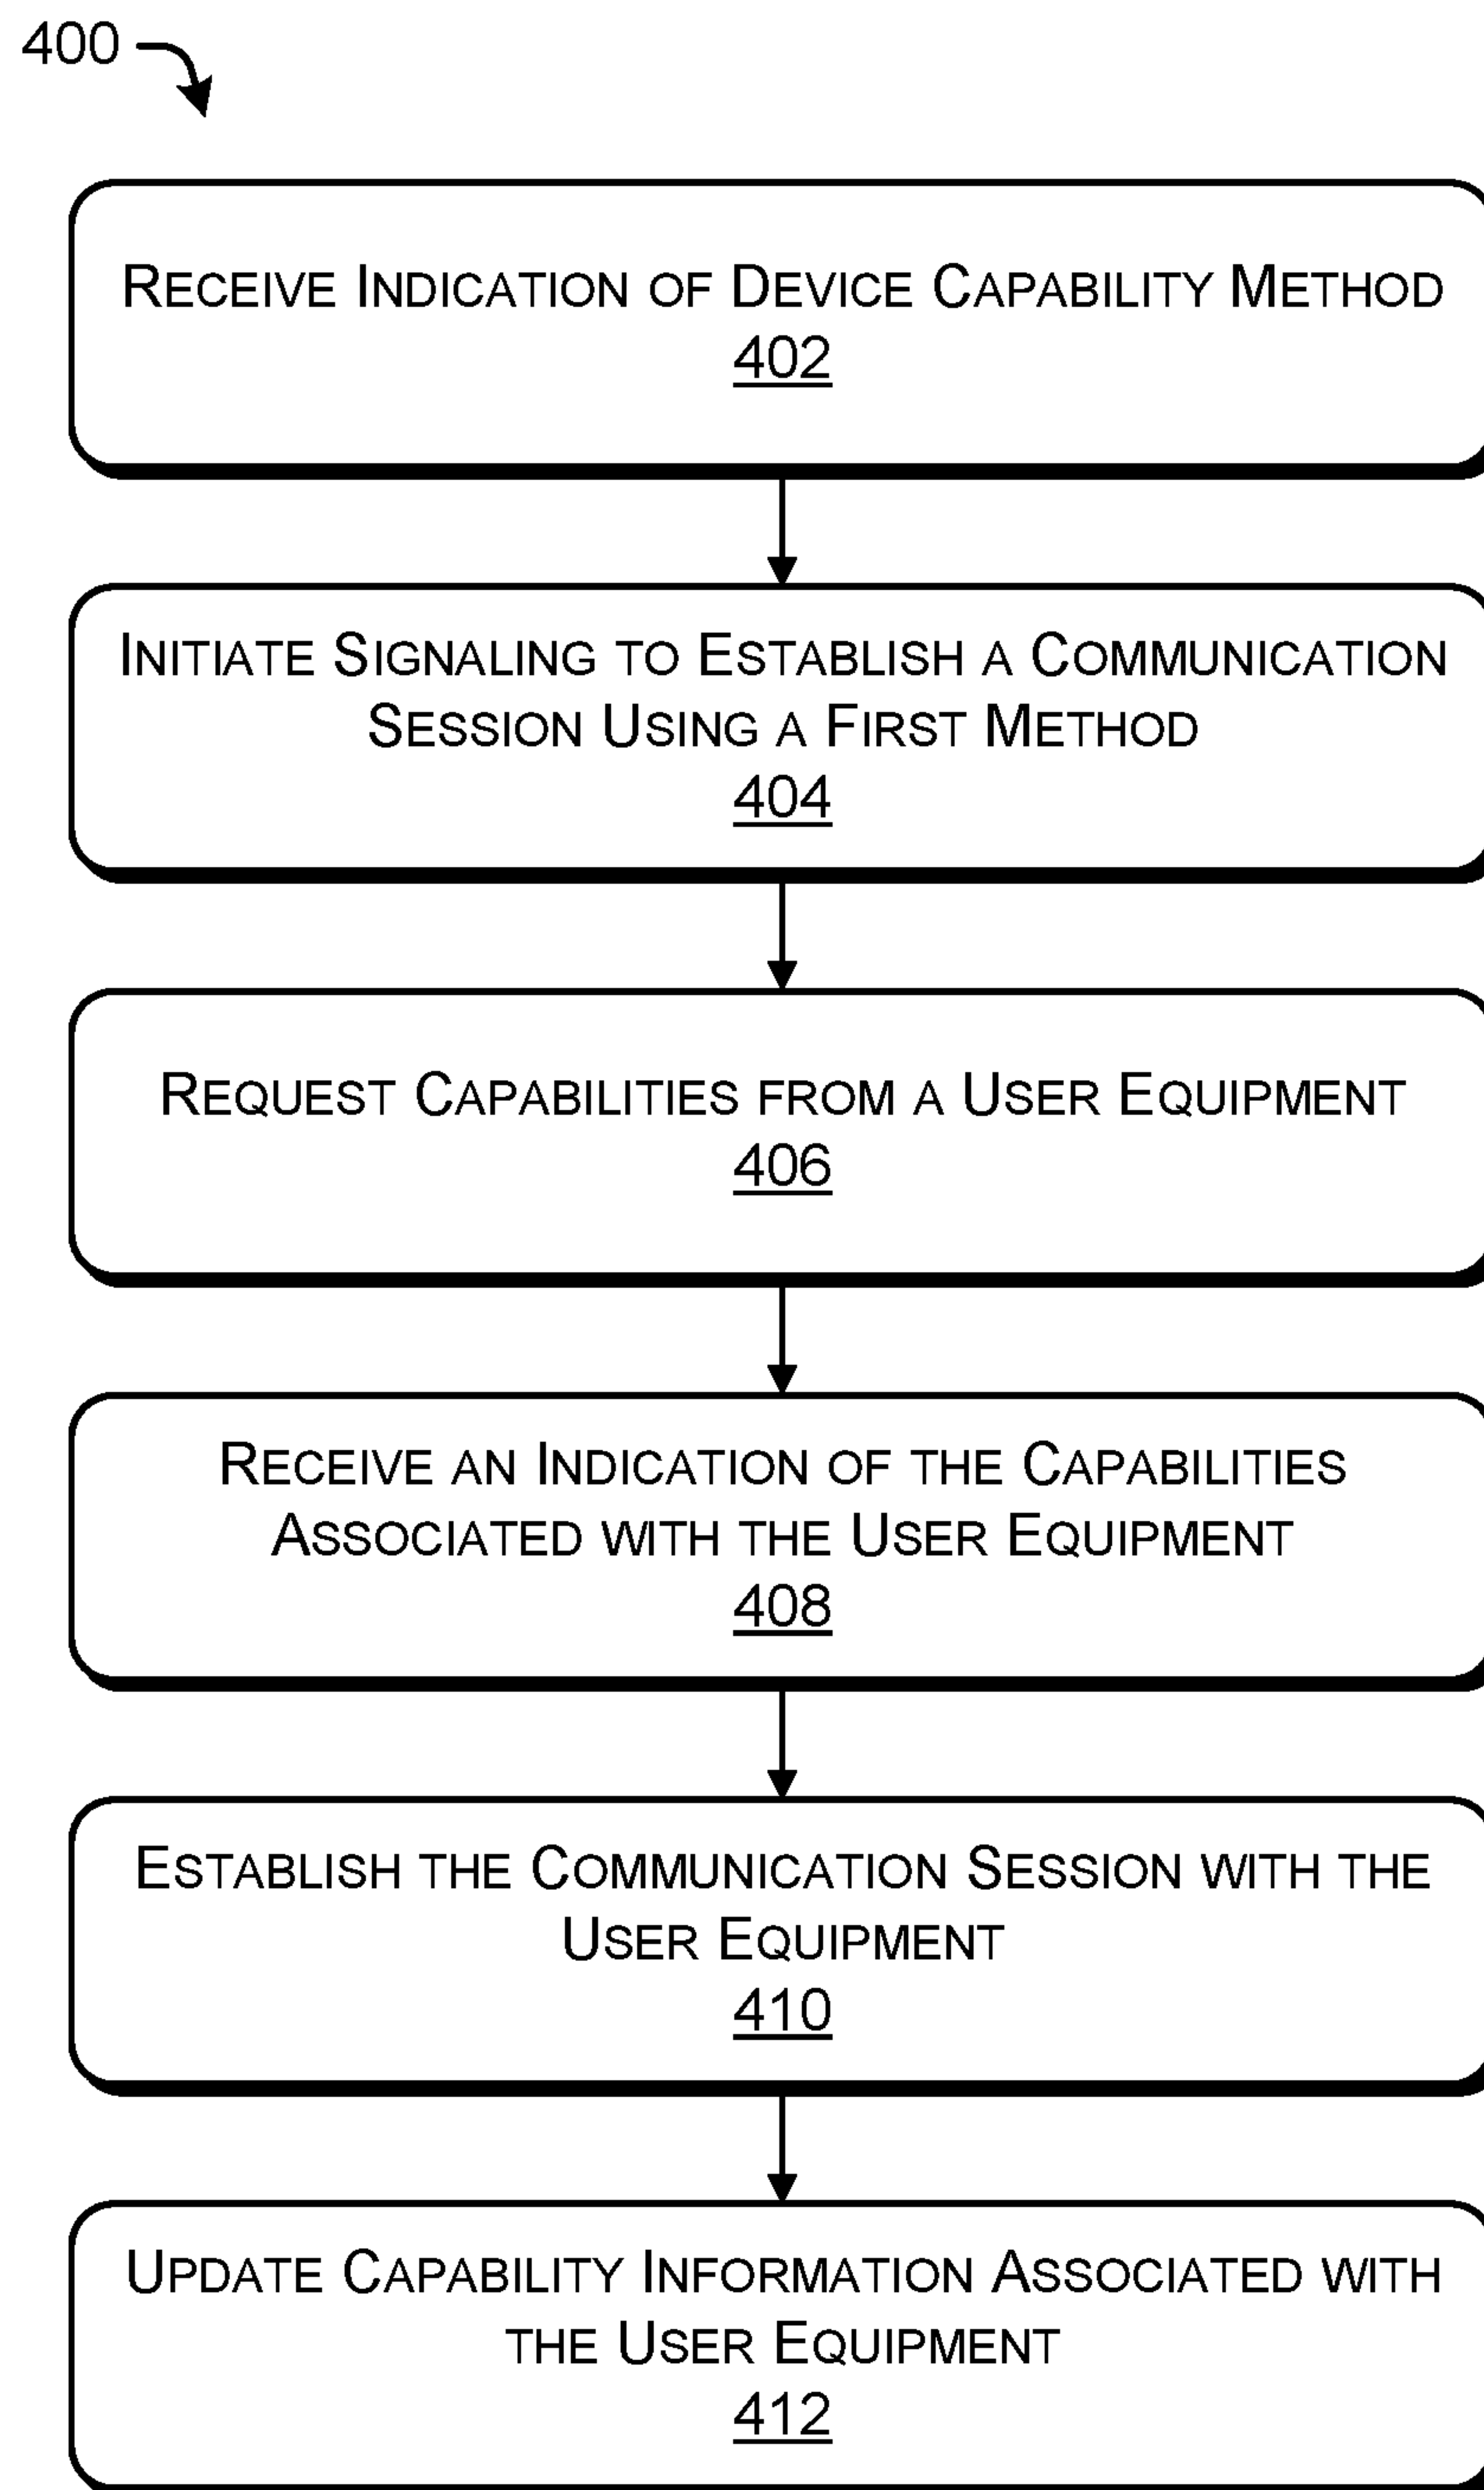 400
RECEIVE INDICATION OF DEVICE CAPABILITY METHOD
402
INITIATE SIGNALING TO ESTABLISH A COMMUNICATION
SESSION USING A FIRST METHOD
404
REQUEST CAPABILITIES FROM A USER EQUIPMENT
406
RECEIVE AN INDICATION OF THE CAPABILITIES
ASSOCIATED WITH THE USER EQUIPMENT
408
ESTABLISH THE COMMUNICATION SESSION WITH THE
USER EQUIPMENT
410
UPDATE CAPABILITY INFORMATION ASSOCIATED WITH
THE USER EQUIPMENT
412